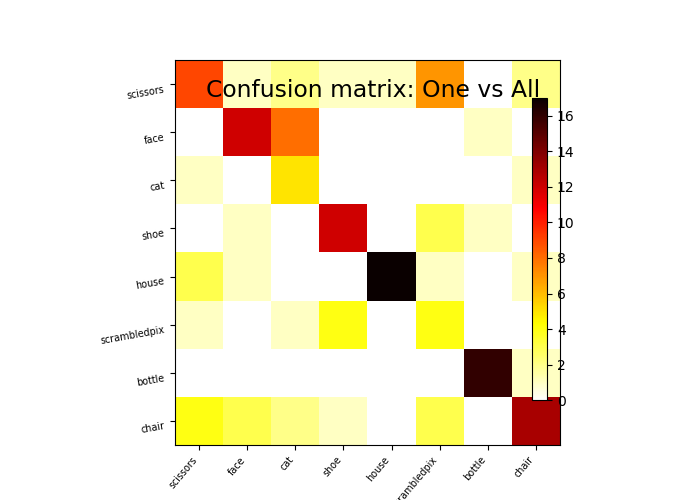 Confusion matrix: One vs All
scissors
face
cat
shoe
house
scrambledpix
bottle
chair
16
14
12
10
8
6
4
2
0
scissors
face
cat
shoe
house
rambledpix
bottle
chair